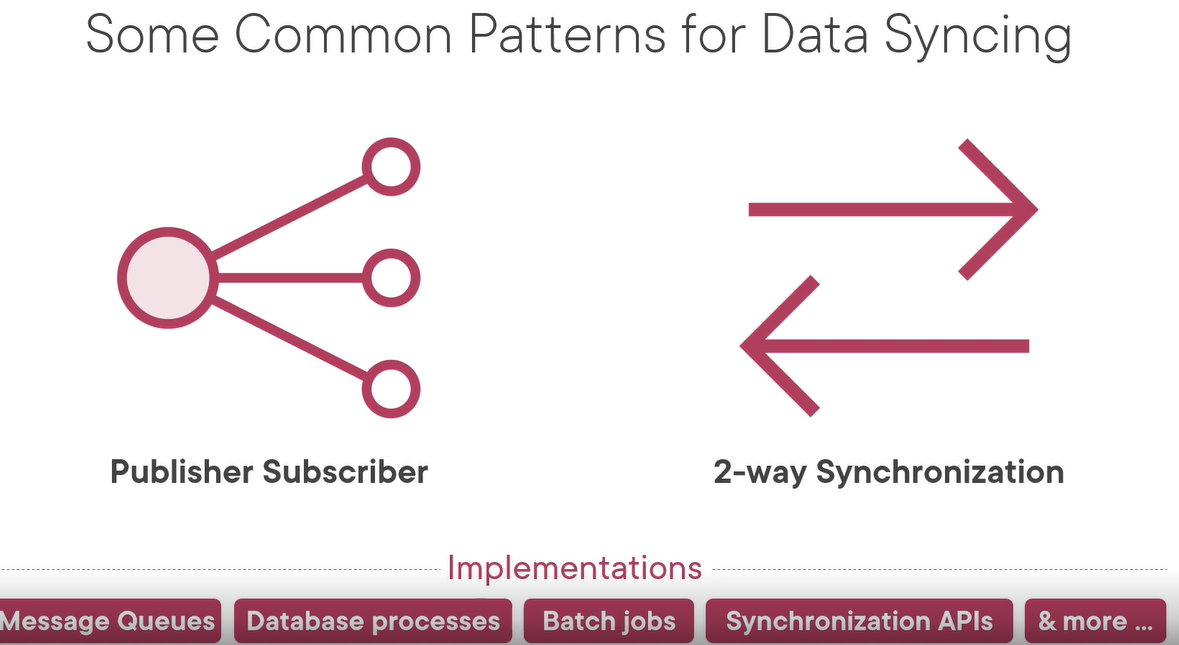 Some Common Patterns for Data Syncing
Publisher Subscriber
2-way Synchronization
Implementations
Message Queues
Database processes
Batch jobs
Synchronization APIs
& more ...